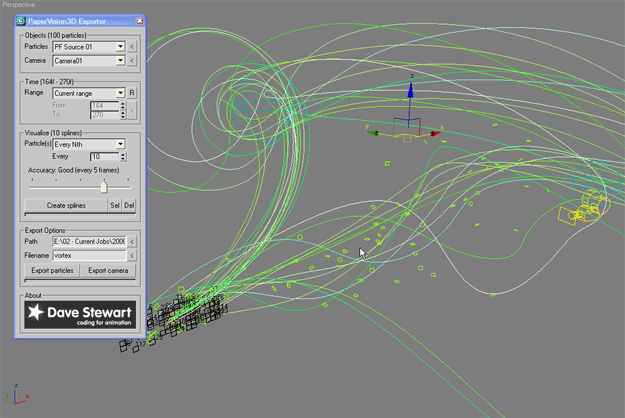 Perspective
PaperVision3D Exporter
Objects (100 particles)
Particles PF Source 01 <
Camera Camera01 <
Time (164f - 270f)
Range Current range R
From 164
To 270
Visualise (10 splines)
Particle(s) Every Nth
Every 10
Accuracy: Good (every 5 frames)
Create splines Sel Del
Export Options
Path E:\02 - Current Jobs\2008 <
Filename vortex <
Export particles Export camera
About
Dave Stewart
coding for animation
z
y
x
z
x